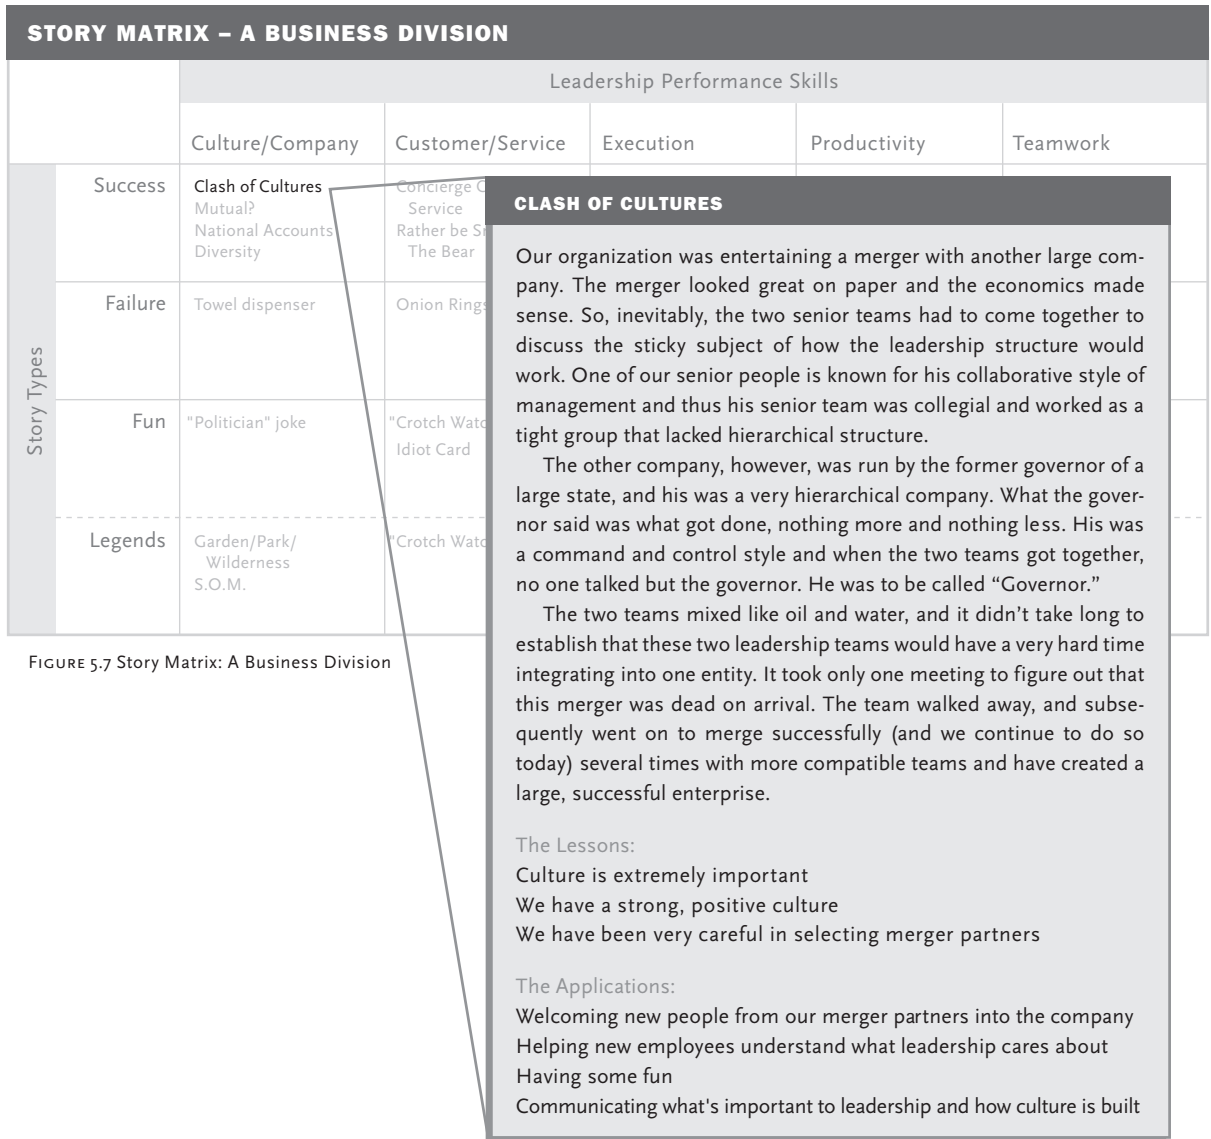 STORY MATRIX – A BUSINESS DIVISION
Leadership Performance Skills
Culture/Company
Customer/Service
Execution
Productivity
Teamwork
Story Types
Success
Clash of Cultures
Mutual?
National Accounts
Diversity
Concierge
Service
Rather be
The Bear
Failure
Towel dispenser
Onion Rings
Fun
"Politician" joke
"Crotch
Idiot Card
Legends
Garden/Park/
Wilderness
S.O.M.
"Crotch
FIGURE 5.7 Story Matrix: A Business Division
CLASH OF CULTURES
Our organization was entertaining a merger with another large com-
pany. The merger looked great on paper and the economics made
sense. So, inevitably, the two senior teams had to come together to
discuss the sticky subject of how the leadership structure would
work. One of our senior people is known for his collaborative style of
management and thus his senior team was collegial and worked as a
tight group that lacked hierarchical structure.
The other company, however, was run by the former governor of a
large state, and his was a very hierarchical company. What the gover-
nor said was what got done, nothing more and nothing less. His was
a command and control style and when the two teams got together,
no one talked but the governor. He was to be called “Governor.”
The two teams mixed like oil and water, and it didn’t take long to
establish that these two leadership teams would have a very hard time
integrating into one entity. It took only one meeting to figure out that
this merger was dead on arrival. The team walked away, and subse-
quently went on to merge successfully (and we continue to do so
today) several times with more compatible teams and have created a
large, successful enterprise.
The Lessons:
Culture is extremely important
We have a strong, positive culture
We have been very careful in selecting merger partners
The Applications:
Welcoming new people from our merger partners into the company
Helping new employees understand what leadership cares about
Having some fun
Communicating what's important to leadership and how culture is built